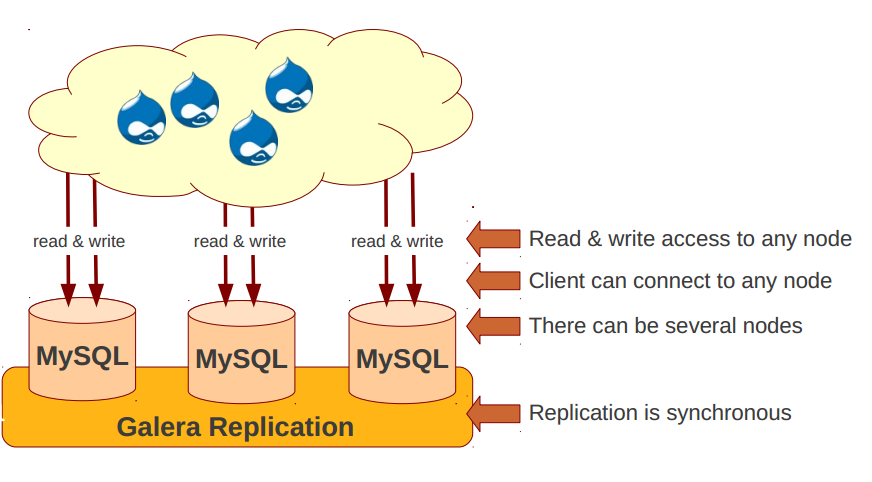 read & write
read & write
read & write
Read & write access to any node
Client can connect to any node
There can be several nodes
MySQL
MySQL
MySQL
Replication is synchronous
Galera Replication